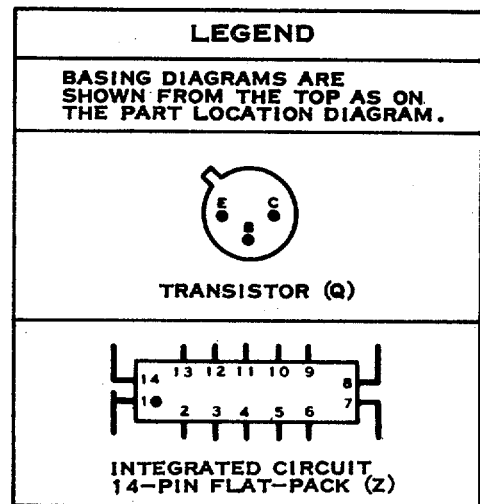 LEGEND
BASING DIAGRAMS ARE
SHOWN FROM THE TOP AS ON
THE PART LOCATION DIAGRAM.
E C
B
TRANSISTOR (Q)
14 13 12 11 10 9 8
1 2 3 4 5 6 7
INTEGRATED CIRCUIT
14-PIN FLAT-PACK (Z)